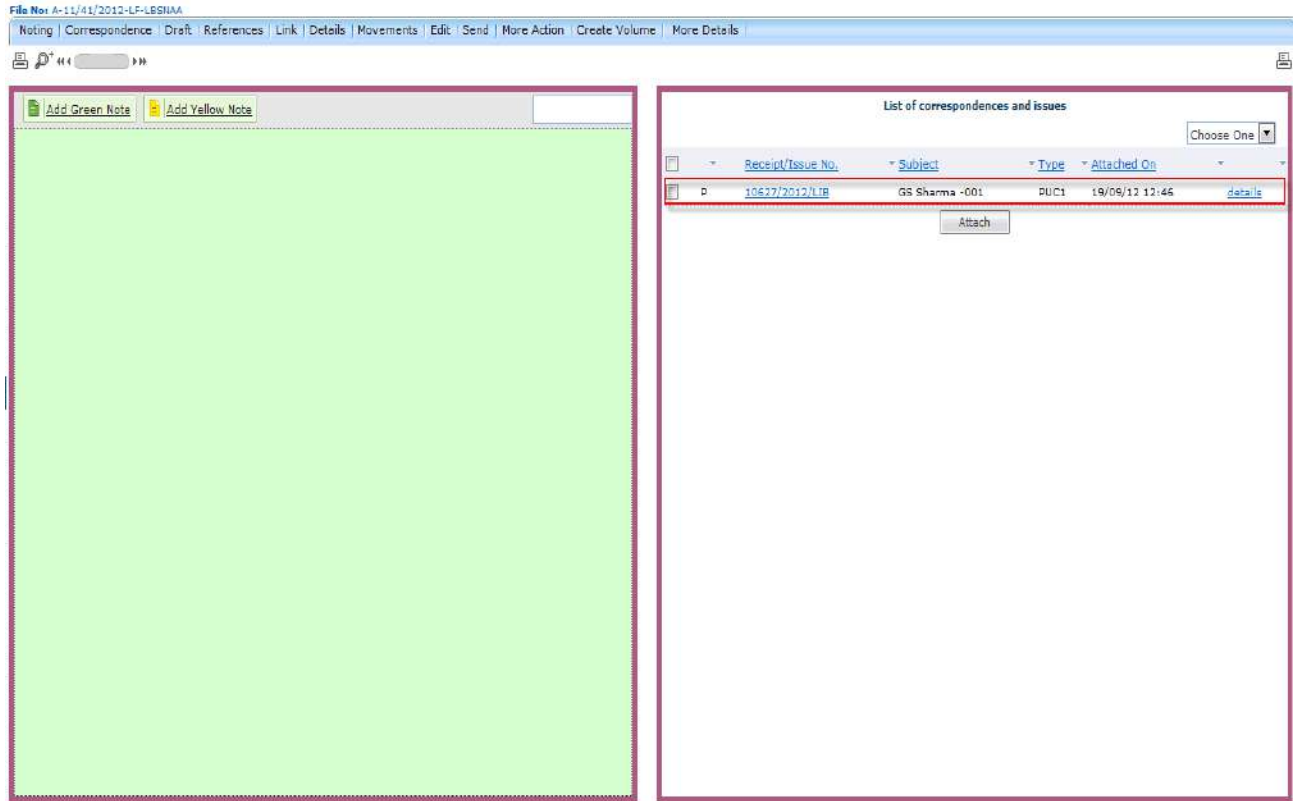 File No: A-11/41/2012-LF-LBSNAA
Noting | Correspondence | Draft | References | Link | Details | Movements | Edit | Send | More Action | Create Volume | More Details
Add Green Note Add Yellow Note
List of correspondences and issues
Choose One
Receipt/Issue No. Subject Type Attached On
P 10627/2012/LIB GS Sharma -001 PUC1 19/09/12 12:46 details
Attach